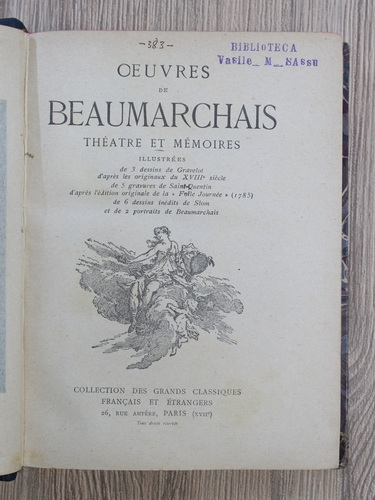 -383-
BIBLIOTECA
Vasile M BASSU
OEUVRES
DE
BEAUMARCHAIS
THÉATRE ET MÉMOIRES
ILLUSTRÉES
de 3 dessins de Gravelot
d'après les originaux du XVIIIe siècle
de 5 gravures de Saint-Quentin
d'après l'édition originale de la « Folle Journée » (1785)
de 6 dessins inédits de Slom
et de 2 portraits de Beaumarchais
COLLECTION DES GRANDS CLASSIQUES
FRANÇAIS ET ÉTRANGERS
26, RUE AMPÈRE, PARIS (XVIIe)
Tous droits réservés